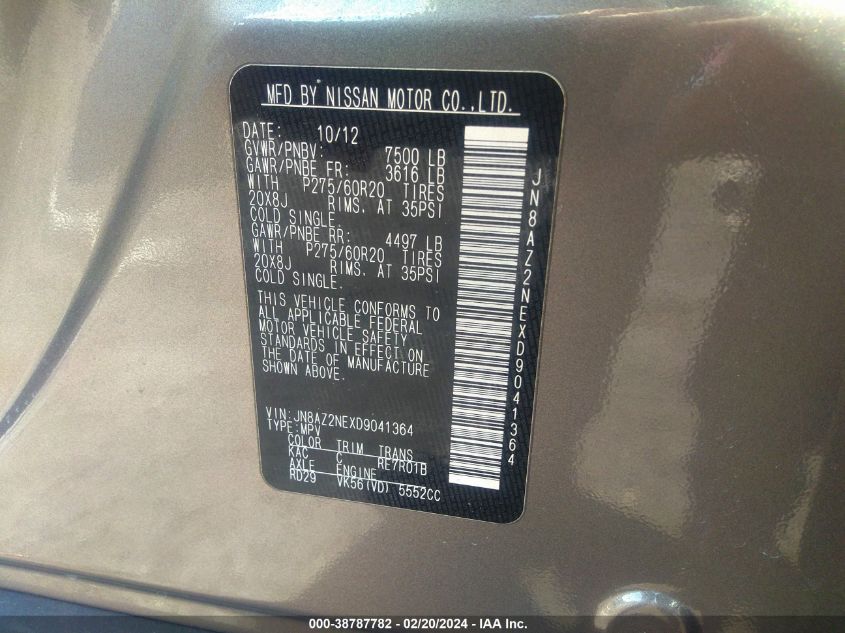 MFD BY NISSAN MOTOR CO.,LTD.
DATE: 10/12
GVWR/PNBV: 7500 LB
GAWR/PNBE FR: 3616 LB
WITH P275/60R20 TIRES
20X8J RIMS. AT 35PSI
COLD SINGLE.
GAWR/PNBE RR: 4497 LB
WITH P275/60R20 TIRES
20X8J RIMS. AT 35PSI
COLD SINGLE.
THIS VEHICLE CONFORMS TO
ALL APPLICABLE FEDERAL
MOTOR VEHICLE SAFETY
STANDARDS IN EFFECT ON
THE DATE OF MANUFACTURE
SHOWN ABOVE.
VIN:JN8AZ2NEXD9041364
TYPE:MPV
COLOR TRIM TRANS
KAC C RE7R01B
AXLE ENGINE
RD29 VK56(VD) 5552CC
JN8AZ2NEXD9041364
000-38787782 - 02/20/2024 - IAA Inc.